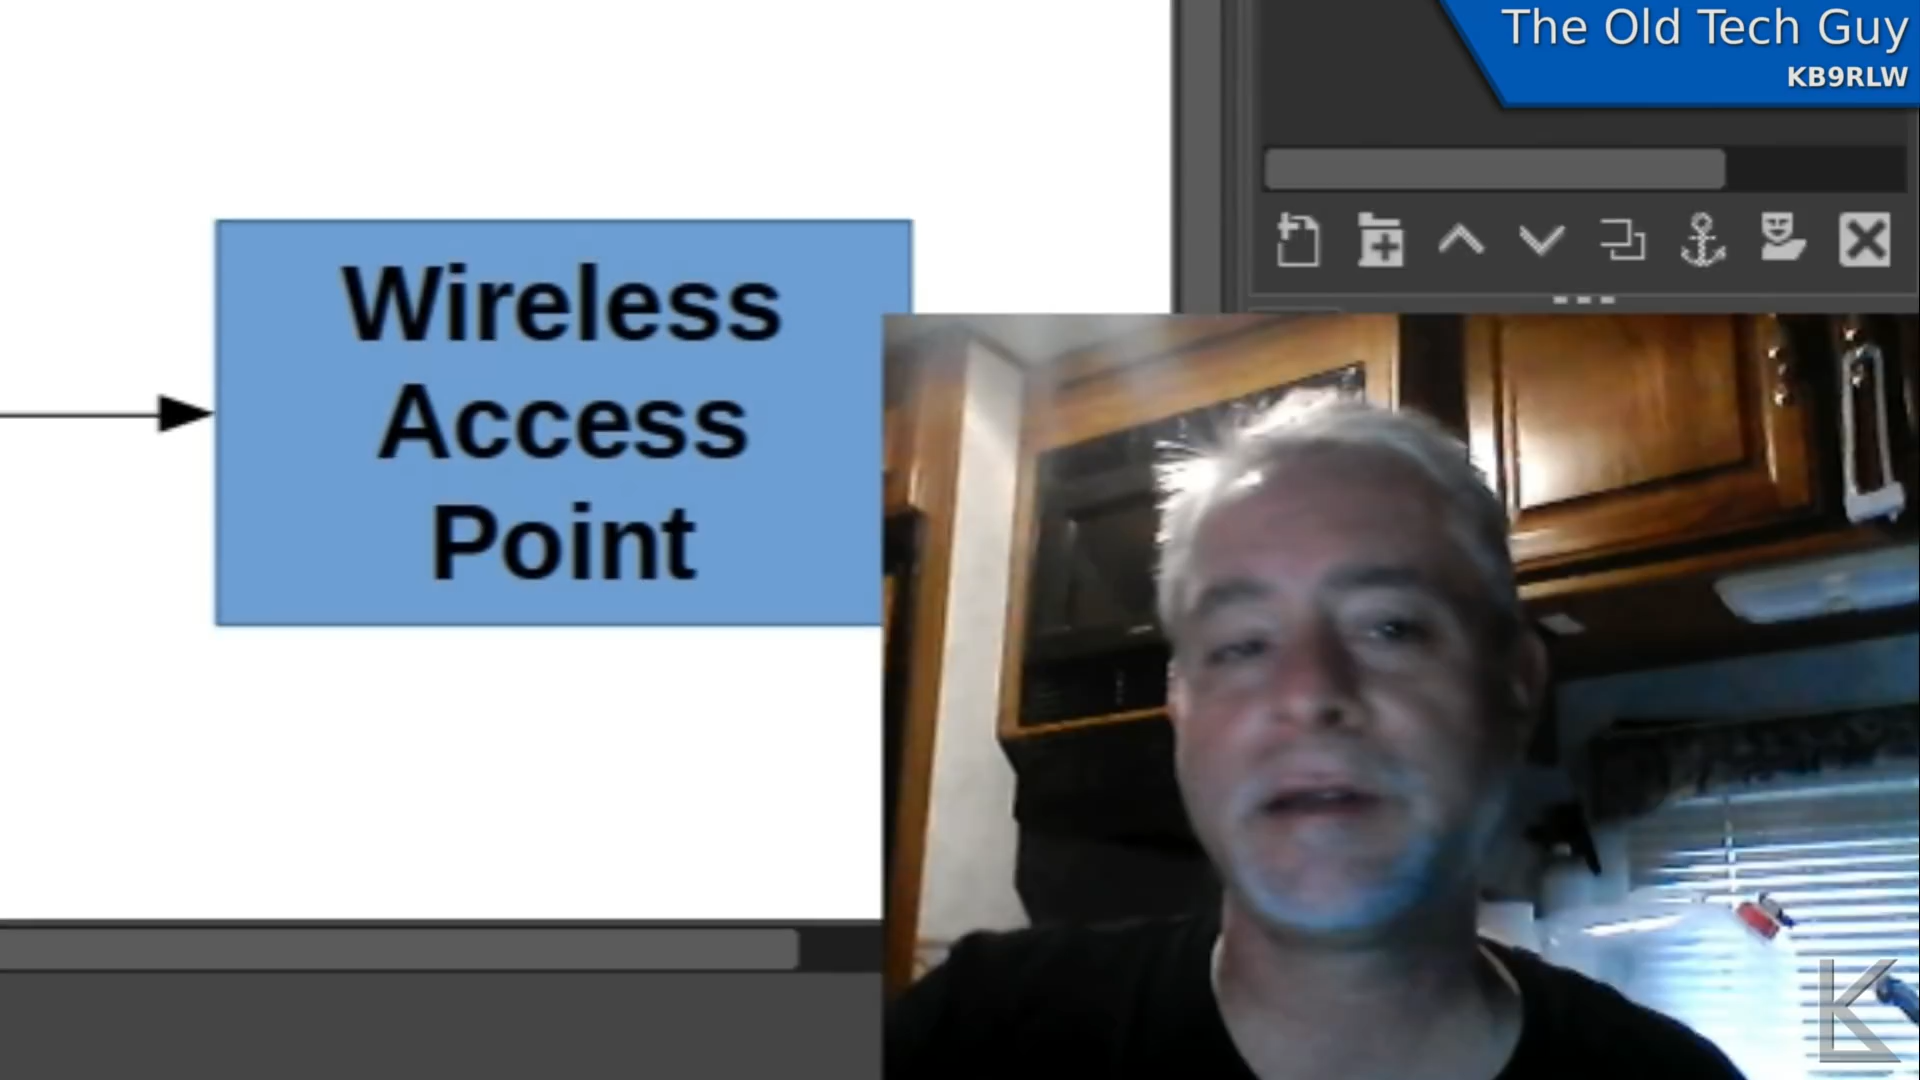 The Old Tech Guy
KB9RLW
Wireless
Access
Point